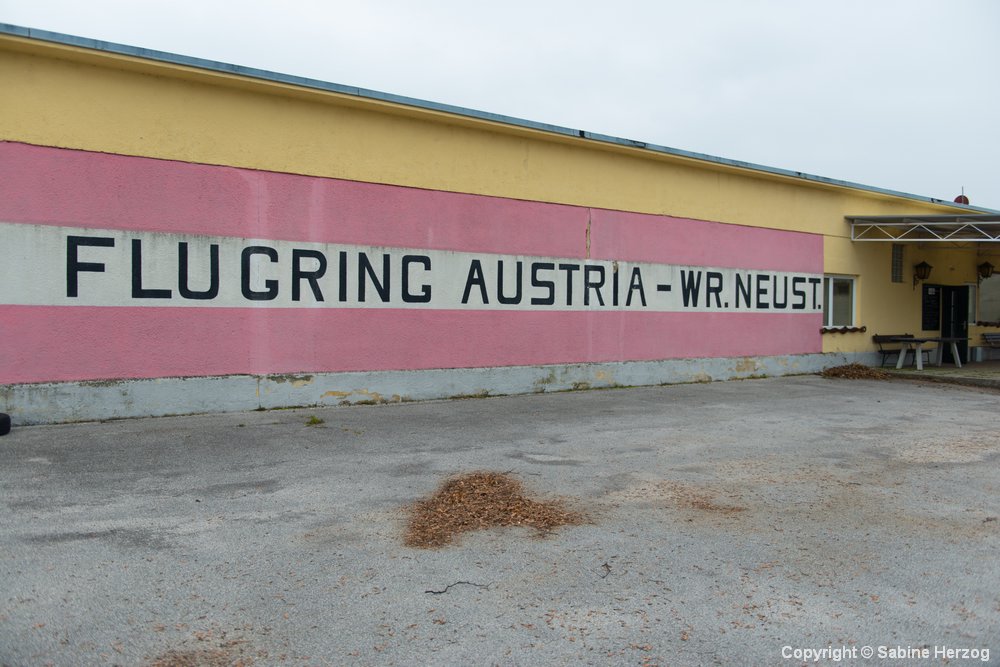 FLUGRING AUSTRIA - WR. NEUST.
Copyright © Sabine Herzog